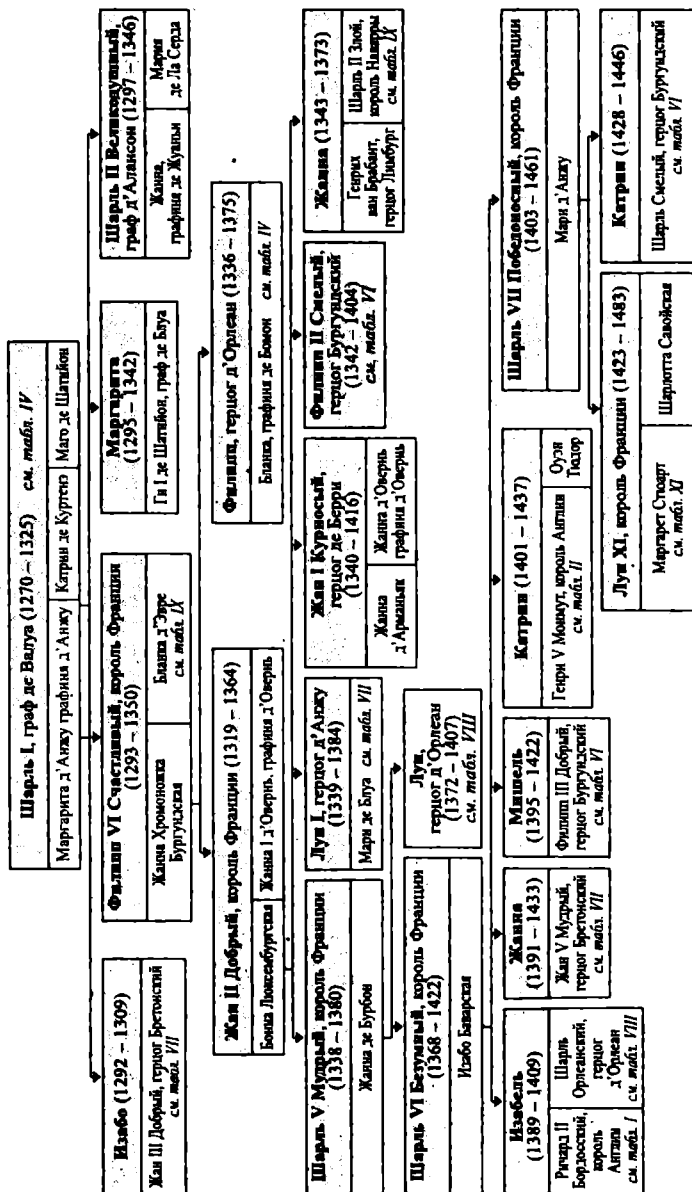 Шарль I, граф де Валуа (1270 – 1325) см. табл. IV
Маргарита д'Анжу графиня д'Анжу
Катрин де Куртенэ
Маго де Шатийон
Изабо (1292 – 1309)
Жан III Добрый, герцог Бретонский
см. табл. VII
Филипп VI Счастливый, король Франции
(1293 – 1350)
Жанна Хромоножка
Бургундская
Бланка д'Эвре
см. табл. IX
Маргарита
(1295 – 1342)
Ги I де Шатийон, граф де Блуа
Шарль II Великодушный,
граф д'Алансон (1297 – 1346)
Жанна,
графиня де Жуаньи
Мария
де Ла Серда
Жан II Добрый, король Франции (1319 – 1364)
Бонна Люксембургская
Жанна I д'Овернь, графиня д'Овернь
Филипп, герцог д'Орлеан (1336 – 1375)
Бланка, графиня де Бомон см. табл. IV
Шарль V Мудрый, король Франции
(1338 – 1380)
Жанна де Бурбон
Луи I, герцог д'Анжу
(1339 – 1384)
Мари де Блуа см. табл. VII
Жан I Курносый,
герцог де Берри
(1340 – 1416)
Жанна
д'Арманьяк
Жанна д'Овернь
графиня д'Овернь
Филипп II Смелый,
герцог Бургундский
(1342 – 1404)
см. табл. VI
Жанна (1343 – 1373)
Генрих
ван Брабант,
герцог Лимбург
Шарль II Злой,
король Наварры
см. табл. IX
Шарль VI Безумный, король Франции
(1368 – 1422)
Изабо Баварская
Луи,
герцог д'Орлеан
(1372 – 1407)
см. табл. VIII
Изабель
(1389 – 1409)
Ричард II
Бордосский,
король
Англии
см. табл. I
Шарль
Орлеанский,
герцог
д'Орлеан
см. табл. VIII
Жанна
(1391 – 1433)
Жан V Мудрый,
герцог Бретонский
см. табл. VII
Мишель
(1395 – 1422)
Филипп III Добрый,
герцог Бургундский
см. табл. VI
Катрин (1401 – 1437)
Генри V Монмут, король Англии
см. табл. II
Оуэн
Тюдор
Шарль VII Победоносный, король Франции
(1403 – 1461)
Мари д'Анжу
Луи XI, король Франции (1423 – 1483)
Маргарет Стюарт
см. табл. XI
Шарлотта Савойская
Катрин (1428 – 1446)
Шарль Смелый, герцог Бургундский
см. табл. VI